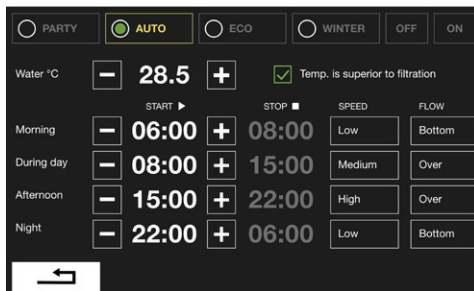 PARTY AUTO ECO WINTER OFF ON
Water °C − 28.5 + Temp. is superior to filtration
START ▶ STOP ■ SPEED FLOW
Morning − 06:00 + 08:00 Low Bottom
During day − 08:00 + 15:00 Medium Over
Afternoon − 15:00 + 22:00 High Over
Night − 22:00 + 06:00 Low Bottom